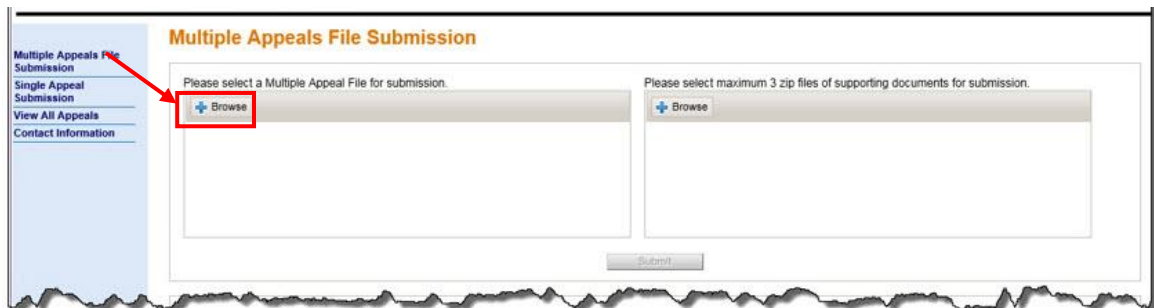 Multiple Appeals File
Submission
Single Appeal
Submission
View All Appeals
Contact Information
Multiple Appeals File Submission
Please select a Multiple Appeal File for submission.
Browse
Please select maximum 3 zip files of supporting documents for submission.
Browse
Submit